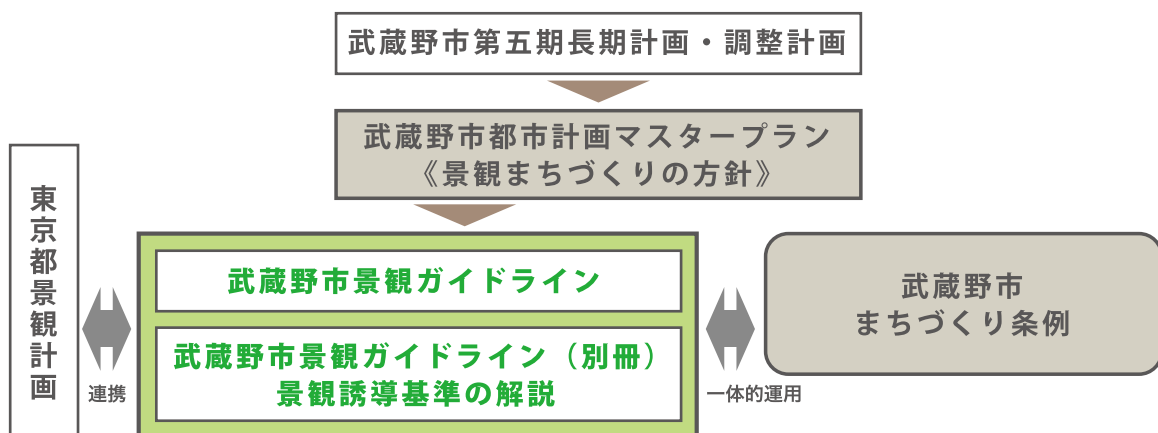 武蔵野市第五期長期計画・調整計画
武蔵野市都市計画マスタープラン
《景観まちづくりの方針》
東京都景観計画
連携
武蔵野市景観ガイドライン
武蔵野市景観ガイドライン（別冊）
景観誘導基準の解説
一体的運用
武蔵野市
まちづくり条例